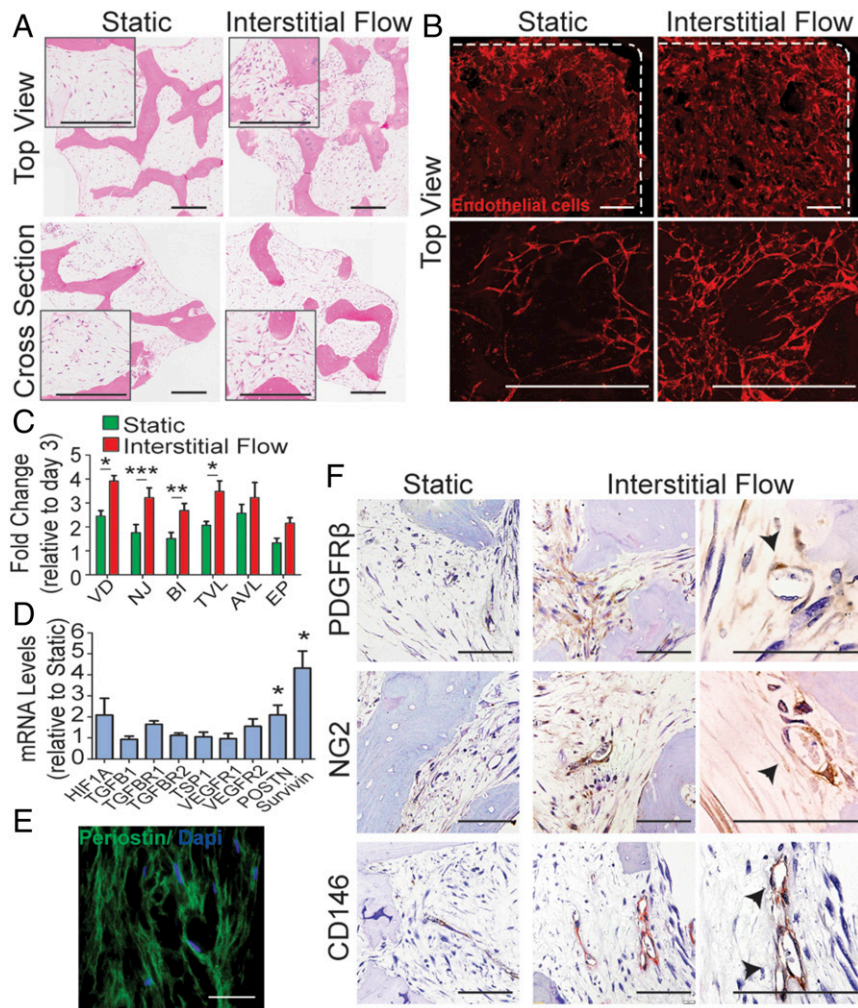 A
Static
Interstitial Flow
Top View
Cross Section
B
Static
Interstitial Flow
Top View
Endothelial cells
C
Static
Interstitial Flow
Fold Change
(relative to day 3)
5
4
3
2
1
0
* *** ** *
VD NJ BI TVL AVL EP
D
mRNA Levels
(relative to Static)
5
4
3
2
1
0
* *
HIF1A TGFB1 TGFBR1 TGFBR2 TSP1 VEGFR1 VEGFR2 POSTN Survivin
E
Periostin/ Dapi
F
Static
Interstitial Flow
PDGFRβ
NG2
CD146